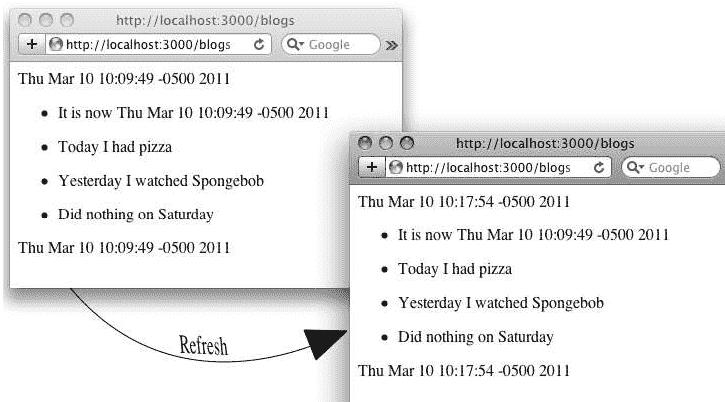 http://localhost:3000/blogs
+ http://localhost:3000/blogs Google »
Thu Mar 10 10:09:49 -0500 2011
• It is now Thu Mar 10 10:09:49 -0500 2011
• Today I had pizza
• Yesterday I watched Spongebob
• Did nothing on Saturday
Thu Mar 10 10:09:49 -0500 2011
Refresh
http://localhost:3000/blogs
+ http://localhost:3000/blogs Google
Thu Mar 10 10:17:54 -0500 2011
• It is now Thu Mar 10 10:09:49 -0500 2011
• Today I had pizza
• Yesterday I watched Spongebob
• Did nothing on Saturday
Thu Mar 10 10:17:54 -0500 2011